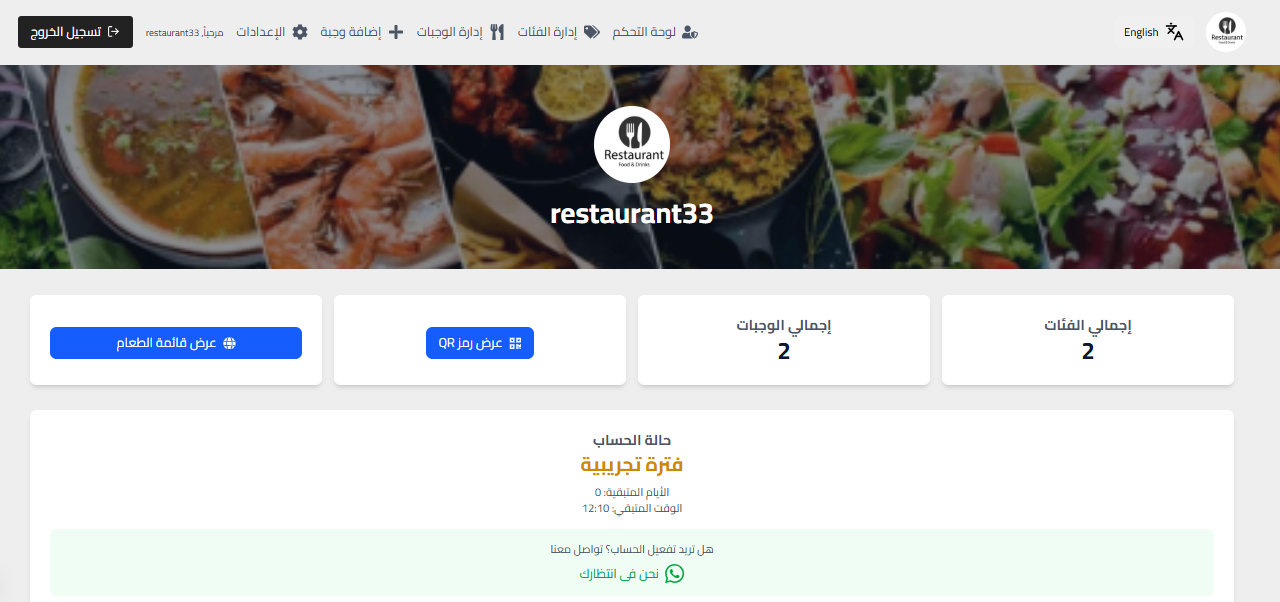 Restaurant
Food & Drinks
English
لوحة التحكم
إدارة الفئات
إدارة الوجبات
إضافة وجبة
الإعدادات
مرحباً, restaurant33
تسجيل الخروج
Restaurant
Food & Drinks
restaurant33
إجمالي الفئات
2
إجمالي الوجبات
2
عرض رمز QR
عرض قائمة الطعام
حالة الحساب
فترة تجريبية
الأيام المتبقية: 0
الوقت المتبقي: 12:10
هل تريد تفعيل الحساب؟ تواصل معنا
نحن فى انتظارك